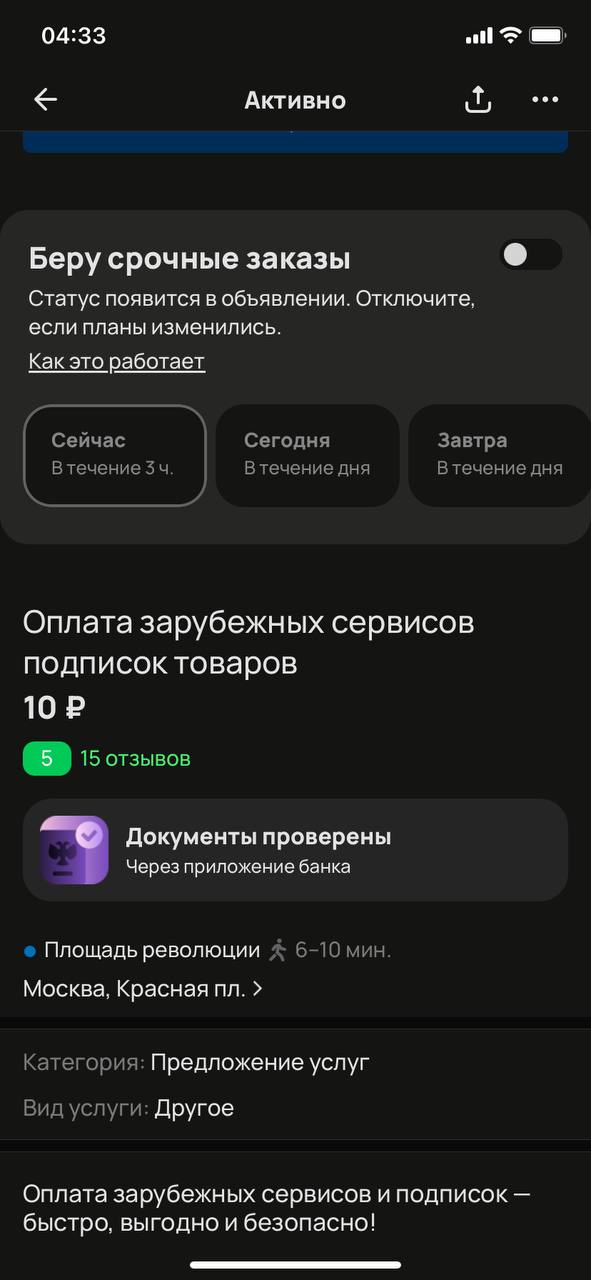 04:33
Активно
Беру срочные заказы
Статус появится в объявлении. Отключите,
если планы изменились.
Как это работает
Сейчас
В течение 3 ч.
Сегодня
В течение дня
Завтра
В течение дня
Оплата зарубежных сервисов
подписок товаров
10 ₽
5 15 отзывов
Документы проверены
Через приложение банка
Площадь революции 6–10 мин.
Москва, Красная пл.
Категория: Предложение услуг
Вид услуги: Другое
Оплата зарубежных сервисов и подписок —
быстро, выгодно и безопасно!